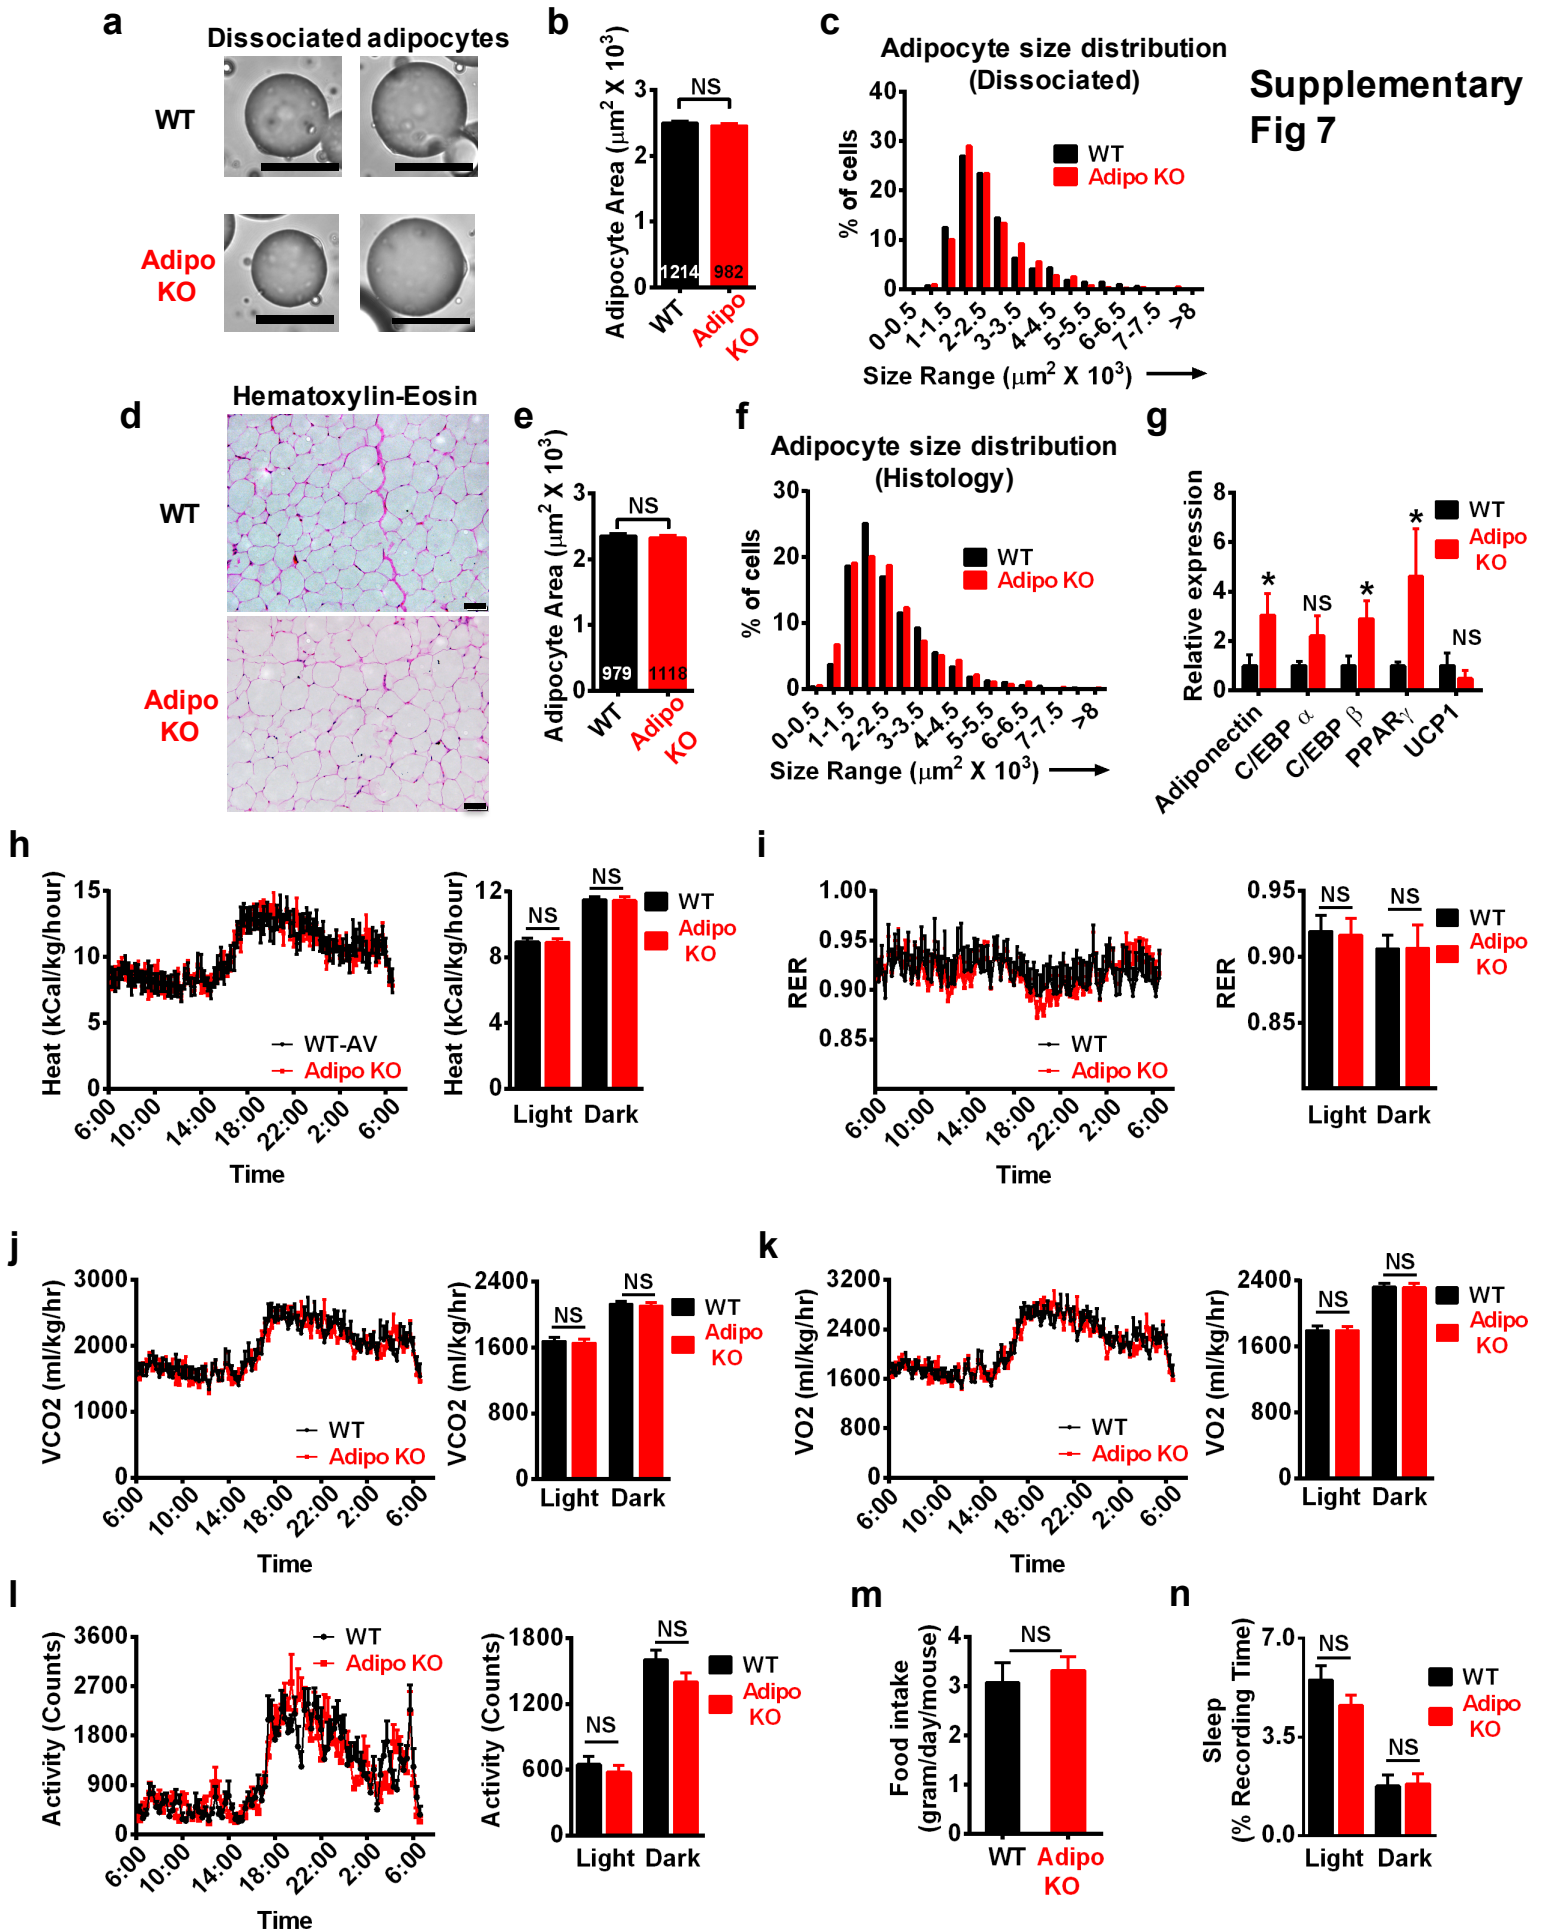 Supplementary
Fig 7
a
Dissociated adipocytes
WT
Adipo
KO
b
Adipocyte Area (μm² X 10³)
3
2
1
0
NS
1214
982
WT
Adipo
KO
c
Adipocyte size distribution
(Dissociated)
% of cells
40
30
20
10
0
WT
Adipo KO
0-0.5
1-1.5
2-2.5
3-3.5
4-4.5
5-5.5
6-6.5
7-7.5
>8
Size Range (μm² X 10³)
d
Hematoxylin-Eosin
WT
Adipo
KO
e
Adipocyte Area (μm² X 10³)
3
2
1
0
NS
979
1118
WT
Adipo
KO
f
Adipocyte size distribution
(Histology)
% of cells
30
20
10
0
WT
Adipo KO
0-0.5
1-1.5
2-2.5
3-3.5
4-4.5
5-5.5
6-6.5
7-7.5
>8
Size Range (μm² X 10³)
g
Relative expression
8
6
4
2
0
*
NS
*
*
NS
WT
Adipo
KO
Adiponectin
C/EBP α
C/EBP β
PPARγ
UCP1
h
Heat (kCal/kg/hour)
15
10
5
0
WT-AV
Adipo KO
6:00
10:00
14:00
18:00
22:00
2:00
6:00
Time
Heat (kCal/kg/hour)
12
8
4
0
NS
NS
WT
Adipo
KO
Light Dark
i
RER
1.00
0.95
0.90
0.85
WT
Adipo KO
6:00
10:00
14:00
18:00
22:00
2:00
6:00
Time
RER
0.95
0.90
0.85
NS
NS
WT
Adipo
KO
Light Dark
j
VCO2 (ml/kg/hr)
3000
2000
1000
0
WT
Adipo KO
6:00
10:00
14:00
18:00
22:00
2:00
6:00
Time
VCO2 (ml/kg/hr)
2400
1600
800
0
NS
NS
WT
Adipo
KO
Light Dark
k
VO2 (ml/kg/hr)
3200
2400
1600
800
0
WT
Adipo KO
6:00
10:00
14:00
18:00
22:00
2:00
6:00
Time
VO2 (ml/kg/hr)
2400
1600
800
0
NS
NS
WT
Adipo
KO
Light Dark
l
Activity (Counts)
3600
2700
1800
900
0
WT
Adipo KO
6:00
10:00
14:00
18:00
22:00
2:00
6:00
Time
Activity (Counts)
1800
1200
600
0
NS
NS
WT
Adipo
KO
Light Dark
m
Food intake
(gram/day/mouse)
4
3
2
1
0
NS
WT
Adipo
KO
n
Sleep
(% Recording Time)
7.0
3.5
0.0
NS
NS
WT
Adipo
KO
Light Dark